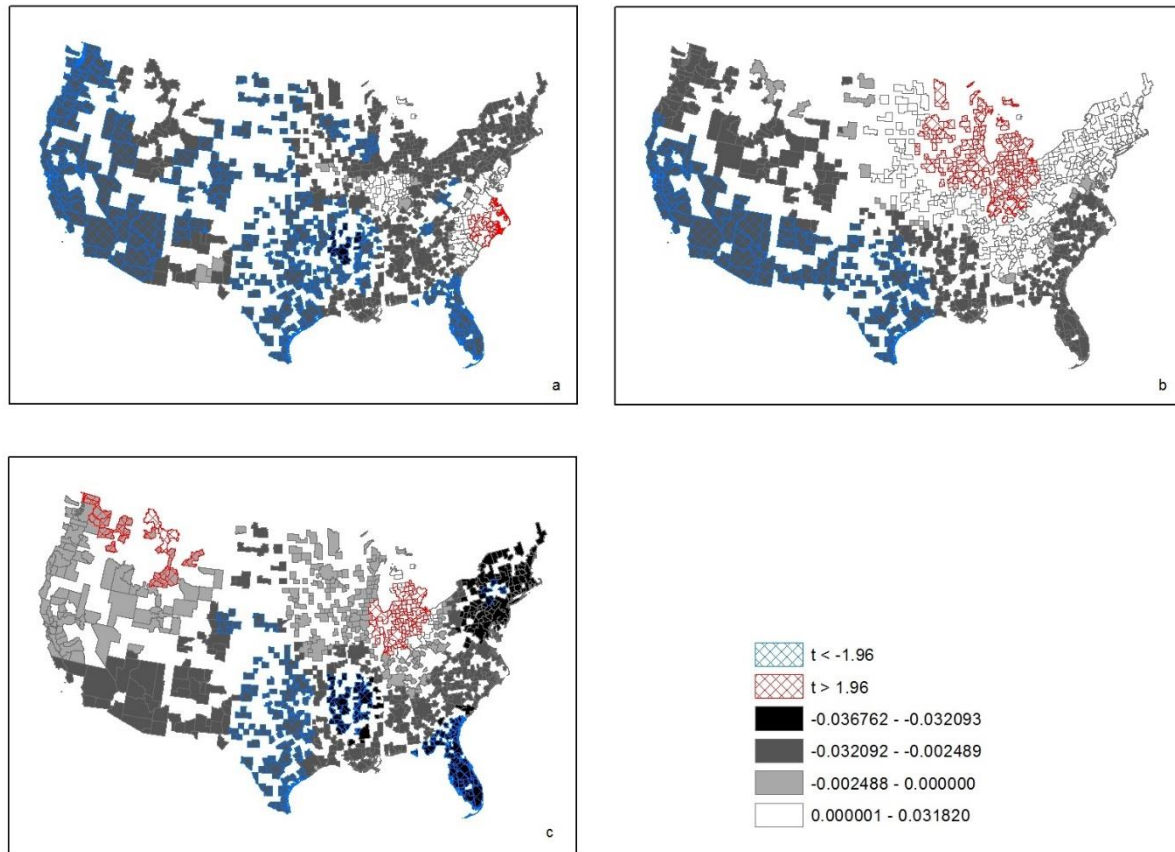 a
b
c
t < -1.96
t > 1.96
-0.036762 - -0.032093
-0.032092 - -0.002489
-0.002488 - 0.000000
0.000001 - 0.031820